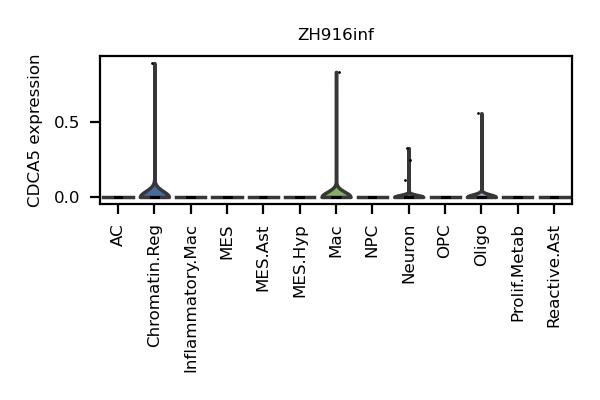 ZH916inf
CDCA5 expression
0.5
0.0
AC
Chromatin.Reg
Inflammatory.Mac
MES
MES.Ast
MES.Hyp
Mac
NPC
Neuron
OPC
Oligo
Prolif.Metab
Reactive.Ast